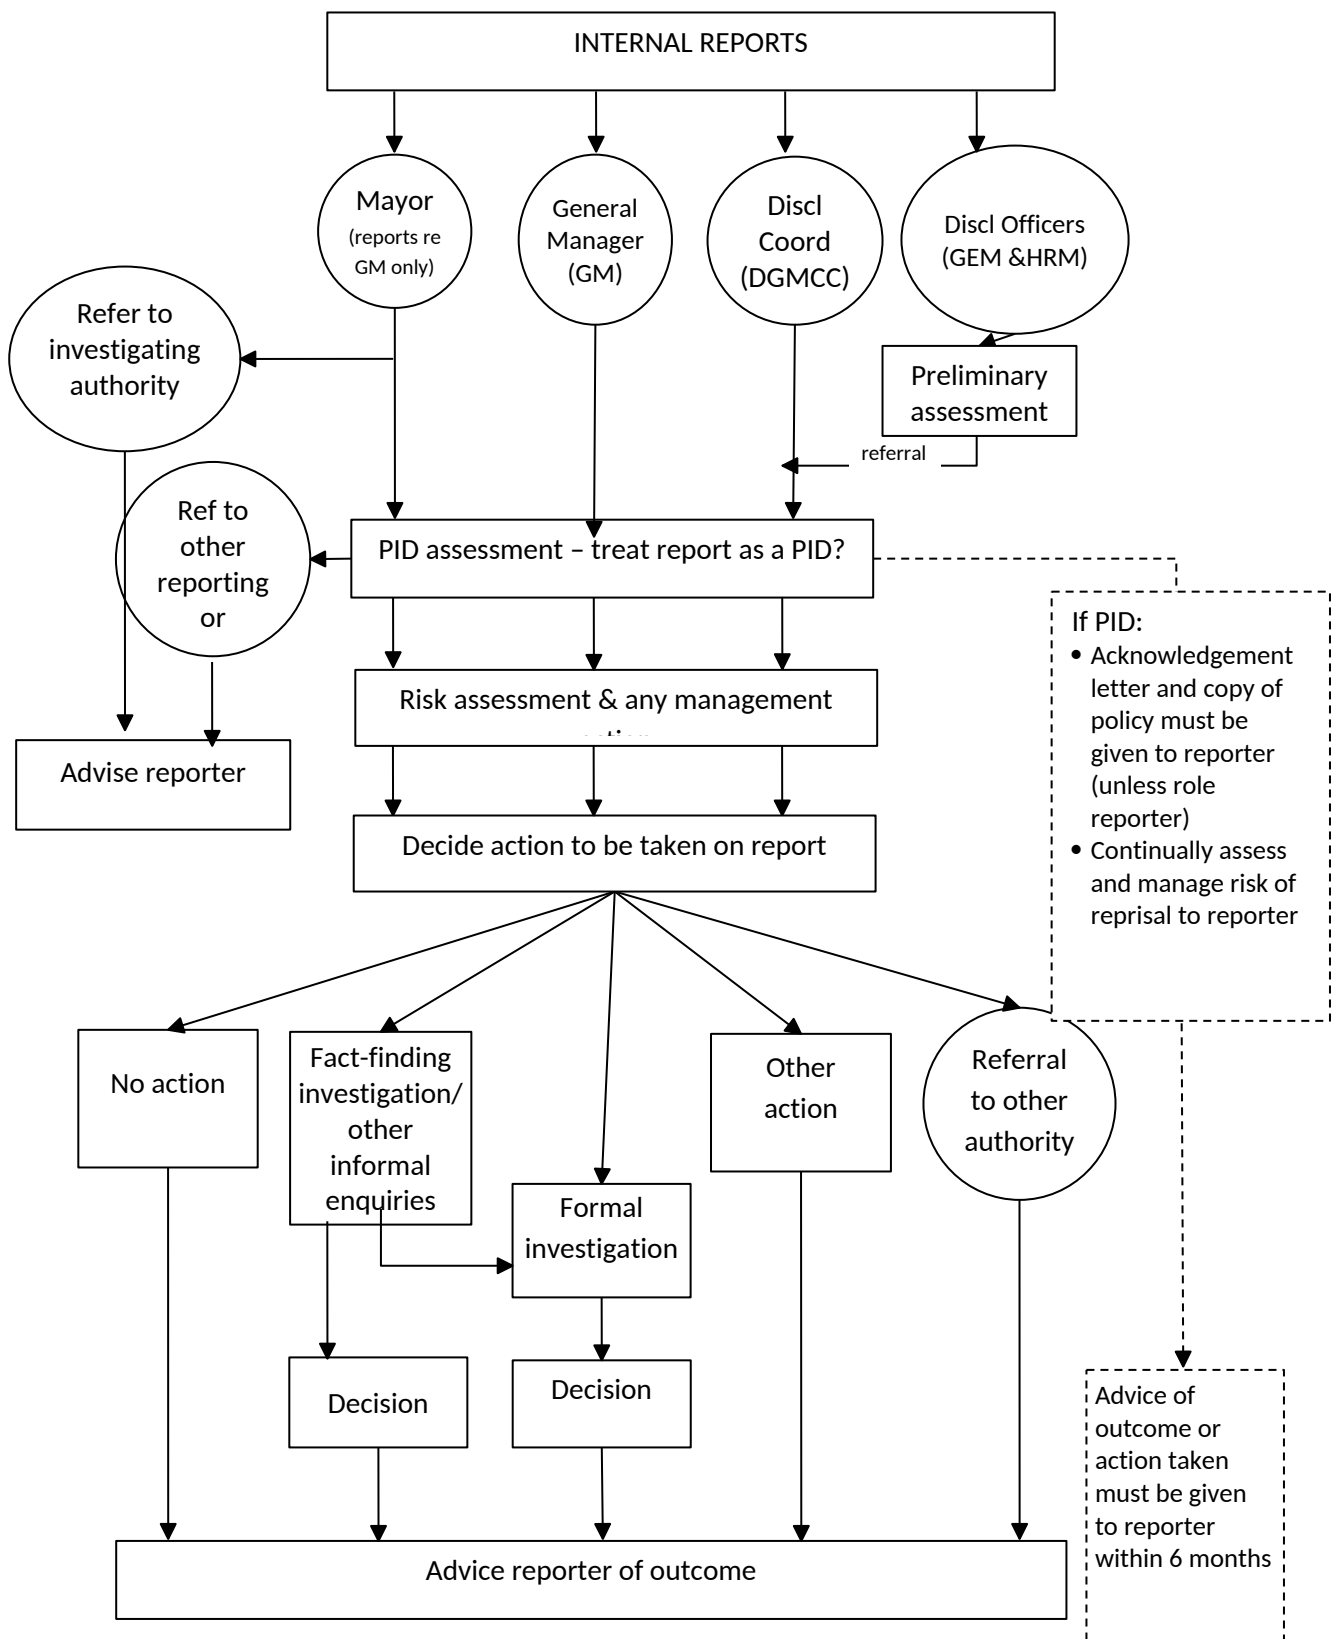 INTERNAL REPORTS
Mayor
(reports re
GM only)
General
Manager
(GM)
Discl
Coord
(DGMCC)
Discl Officers
(GEM &HRM)
Refer to
investigating
authority
Preliminary
assessment
referral
Ref to
other
reporting
or
PID assessment – treat report as a PID?
If PID:
• Acknowledgement
letter and copy of
policy must be
given to reporter
(unless role
reporter)
• Continually assess
and manage risk of
reprisal to reporter
Risk assessment & any management
Advise reporter
Decide action to be taken on report
No action
Fact-finding
investigation/
other
informal
enquiries
Formal
investigation
Other
action
Referral
to other
authority
Decision
Decision
Advice of
outcome or
action taken
must be given
to reporter
within 6 months
Advice reporter of outcome